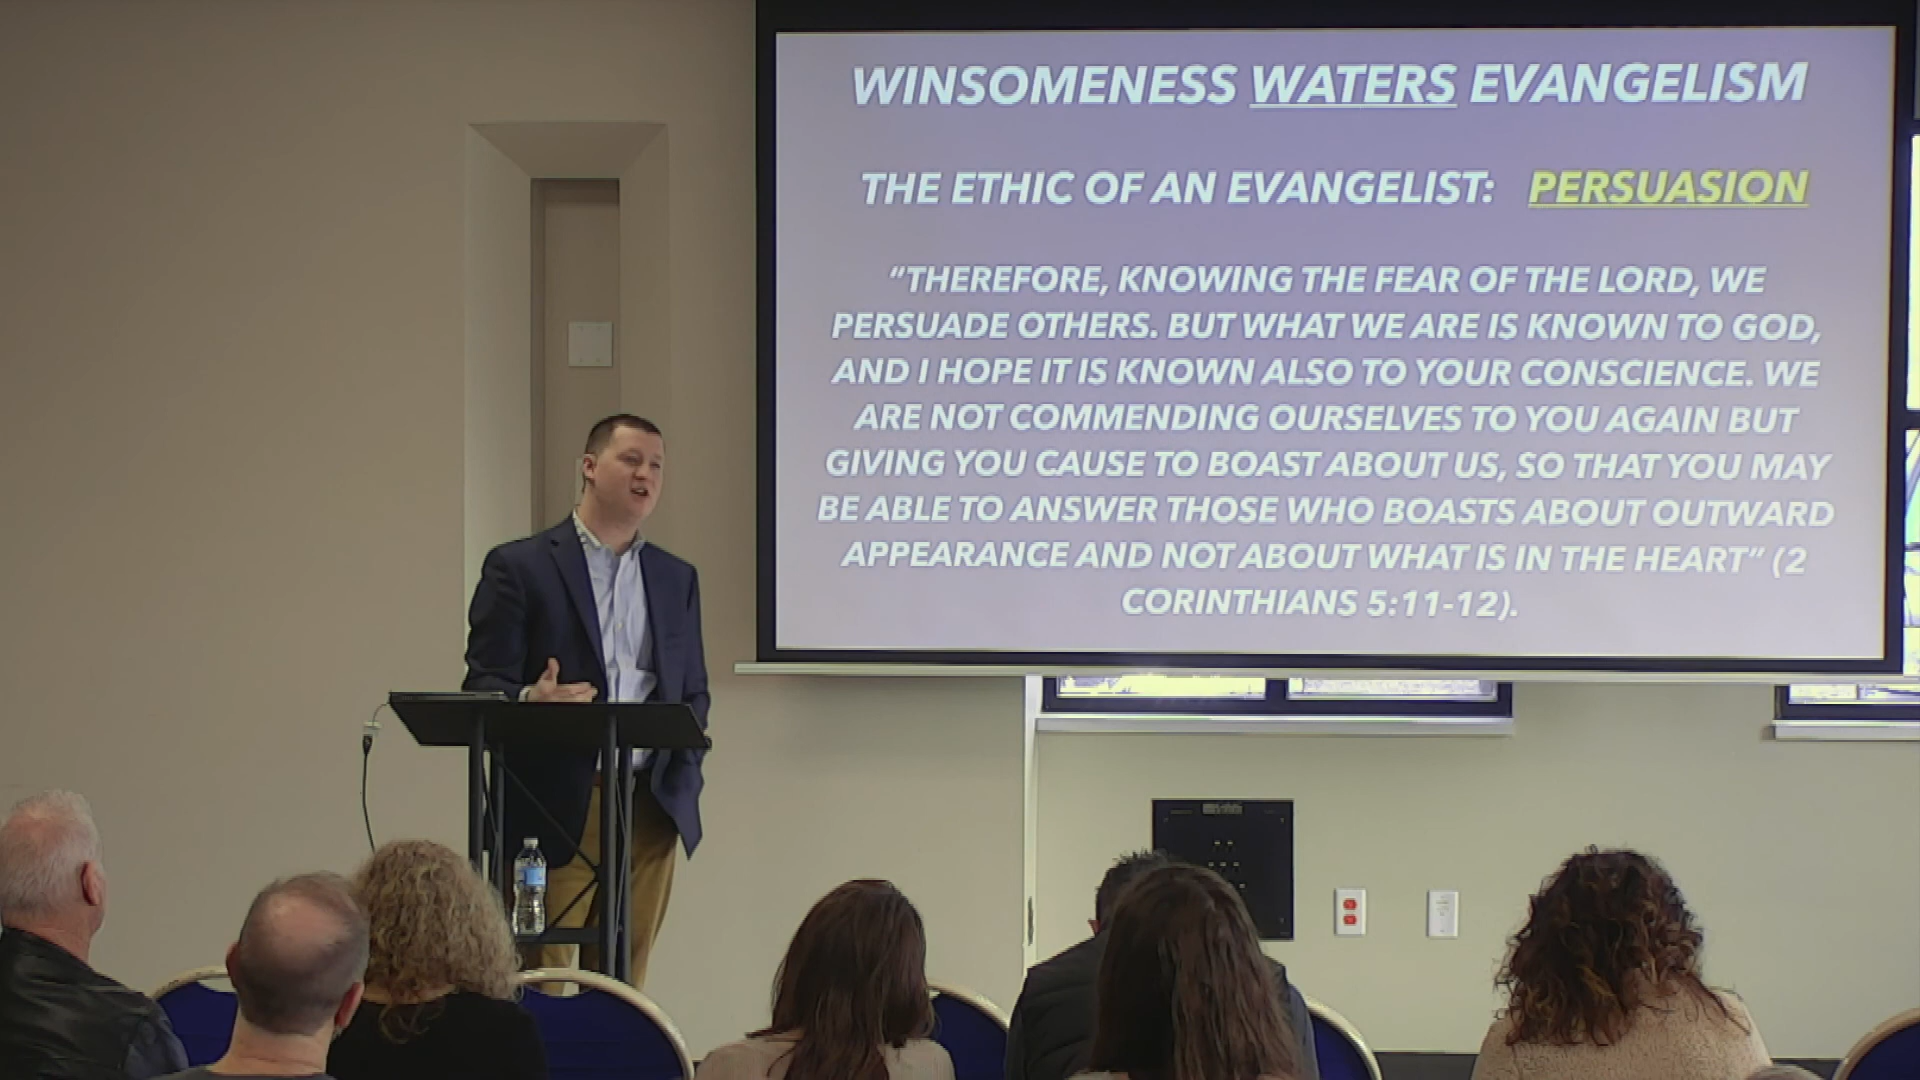 WINSOMENESS WATERS EVANGELISM
THE ETHIC OF AN EVANGELIST: PERSUASION
“THEREFORE, KNOWING THE FEAR OF THE LORD, WE
PERSUADE OTHERS. BUT WHAT WE ARE IS KNOWN TO GOD,
AND I HOPE IT IS KNOWN ALSO TO YOUR CONSCIENCE. WE
ARE NOT COMMENDING OURSELVES TO YOU AGAIN BUT
GIVING YOU CAUSE TO BOAST ABOUT US, SO THAT YOU MAY
BE ABLE TO ANSWER THOSE WHO BOASTS ABOUT OUTWARD
APPEARANCE AND NOT ABOUT WHAT IS IN THE HEART” (2
CORINTHIANS 5:11-12).